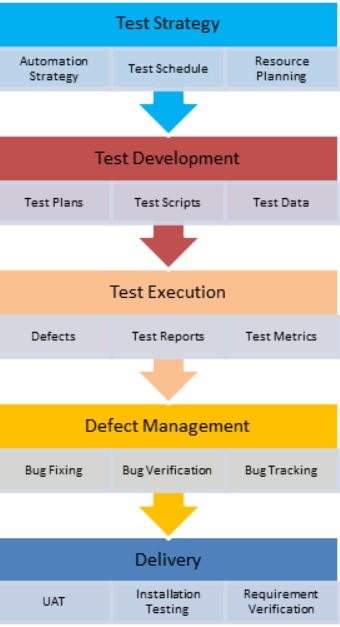 Test Strategy
Automation
Strategy
Test Schedule
Resource
Planning
Test Development
Test Plans
Test Scripts
Test Data
Test Execution
Defects
Test Reports
Test Metrics
Defect Management
Bug Fixing
Bug Verification
Bug Tracking
Delivery
UAT
Installation
Testing
Requirement
Verification